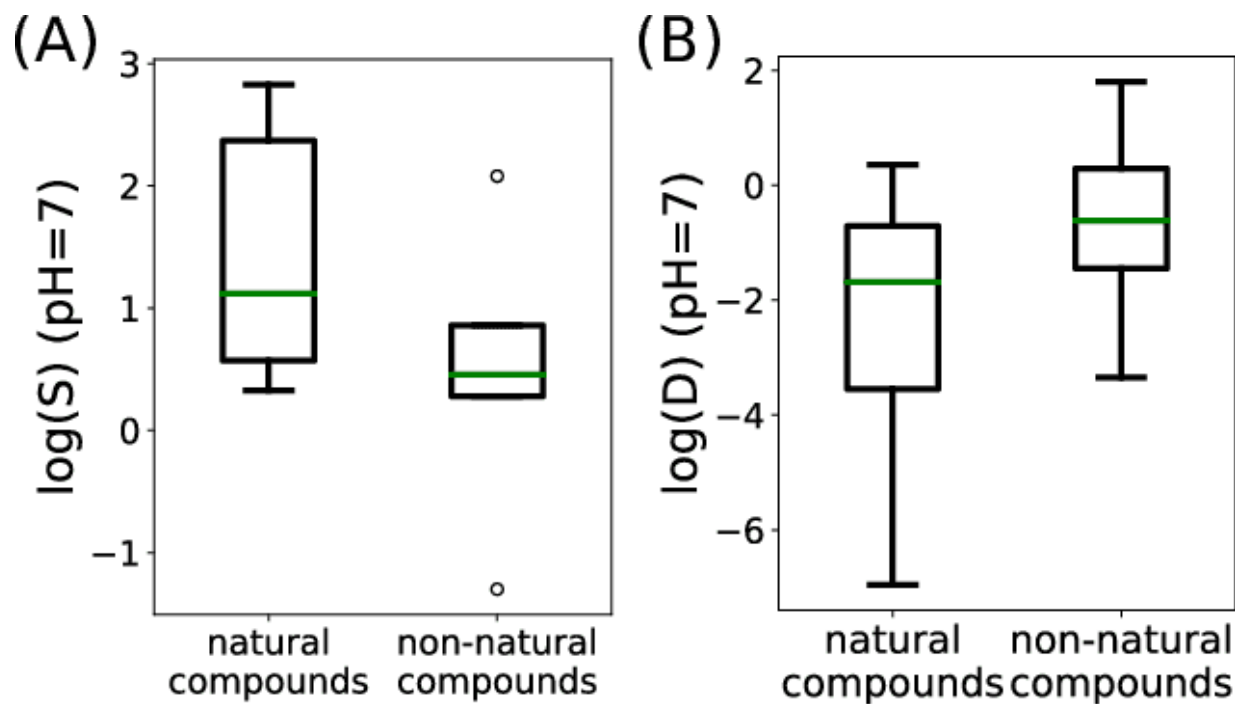 (A)
log(S) (pH=7)
3
2
1
0
−1
natural
compounds
non-natural
compounds
(B)
log(D) (pH=7)
2
0
−2
−4
−6
natural
compounds
non-natural
compounds